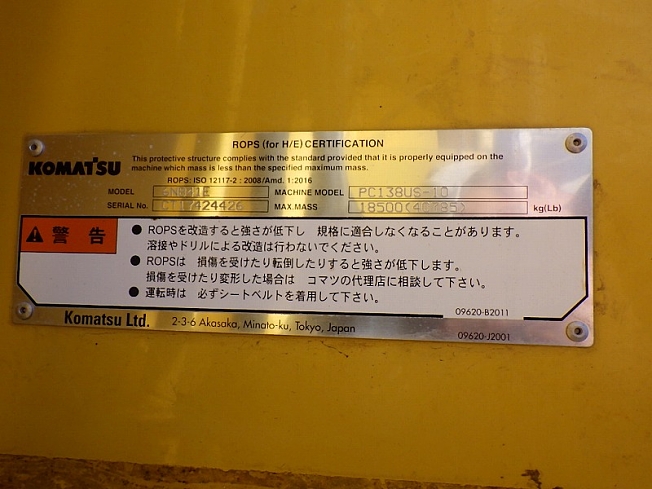 ROPS (for H/E) CERTIFICATION
KOMATSU
This protective structure complies with the standard provided that it is properly equipped on the
machine which mass is less than the specified maximum mass.
ROPS: ISO 12117-2 : 2008/Amd. 1:2016
MODEL MACHINE MODEL PC138US-10
SERIAL No. MAX.MASS kg(Lb)
警告
● ROPSを改造すると強さが低下し 規格に適合しなくなることがあります。
溶接やドリルによる改造は行わないでください。
● ROPSは 損傷を受けたり転倒したりすると強さが低下します。
損傷を受けたり変形した場合は コマツの代理店に相談して下さい。
● 運転時は 必ずシートベルトを着用して下さい。
09620-B2011
Komatsu Ltd. 2-3-6 Akasaka, Minato-ku, Tokyo, Japan
09620-J2001